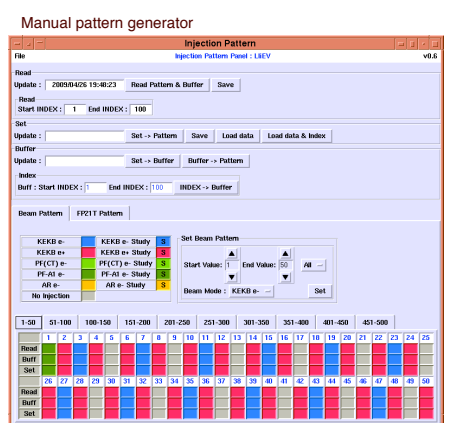 Manual pattern generator
Injection Pattern
File Injection Pattern Panel : LIiEV v0.6
Read
Update : 2009/04/26 19:40:23 Read Pattern & Buffer Save
Read
Start INDEX : 1 End INDEX : 100
Set
Update : Set -> Pattern Save Load data Load data & Index
Buffer
Update : Set -> Buffer Buffer -> Pattern
Index
Buff : Start INDEX : 1 End INDEX : 100 INDEX -> Buffer
Beam Pattern FP21T Pattern
KEKB e- KEKB e- Study S
KEKB e+ KEKB e+ Study S
PF(CT) e- PF(CT) e- Study S
PF-A1 e- PF-A1 e- Study S
AR e- AR e- Study S
No Injection
Set Beam Pattern
Start Value: 1 End Value: 50 All
Beam Mode : KEKB e- Set
1-50 51-100 100-150 151-200 201-250 251-300 301-350 351-400 401-450 451-500
1 2 3 4 5 6 7 8 9 10 11 12 13 14 15 16 17 18 19 20 21 22 23 24 25
Read
Buff
Set
26 27 28 29 30 31 32 33 34 35 36 37 38 39 40 41 42 43 44 45 46 47 48 49 50
Read
Buff
Set